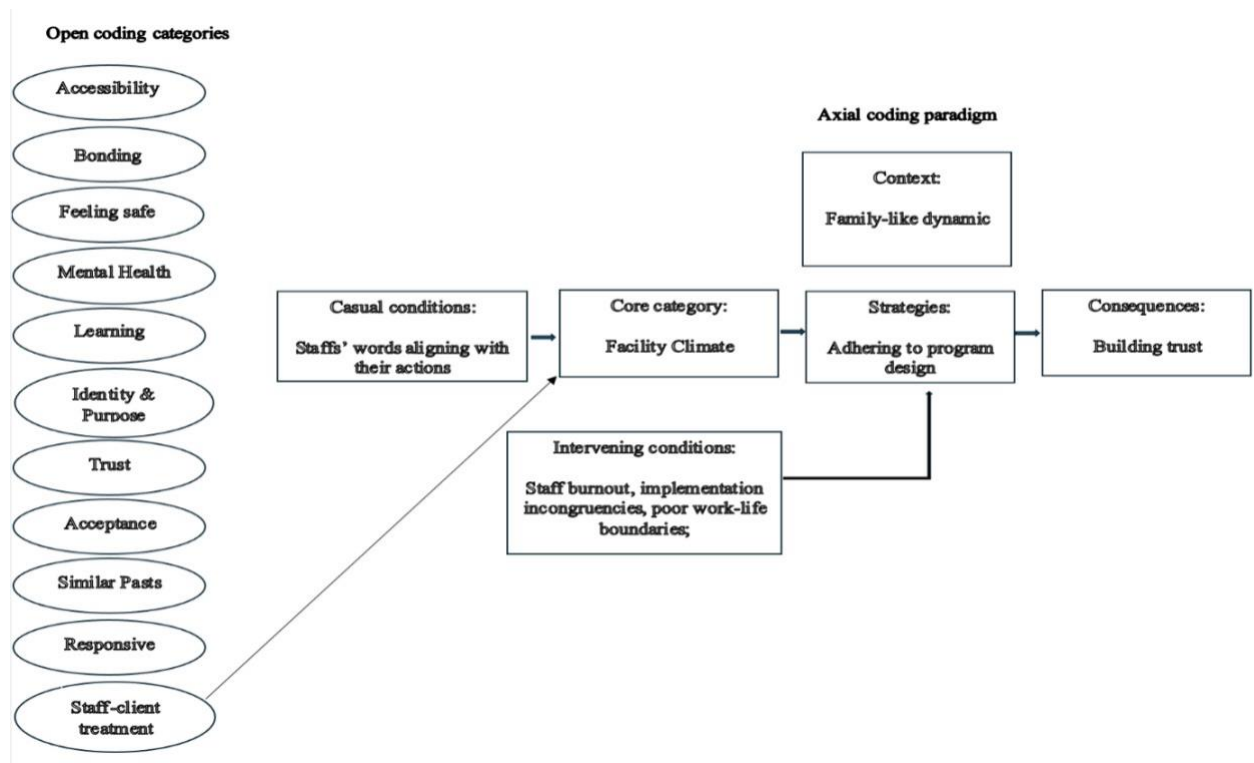 Open coding categories
Accessibility
Bonding
Feeling safe
Mental Health
Learning
Identity &
Purpose
Trust
Acceptance
Similar Pasts
Responsive
Staff-client
treatment
Axial coding paradigm
Context:
Family-like dynamic
Casual conditions:
Staffs’ words aligning with
their actions
Core category:
Facility Climate
Strategies:
Adhering to program
design
Consequences:
Building trust
Intervening conditions:
Staff burnout, implementation
incongruencies, poor work-life
boundaries;